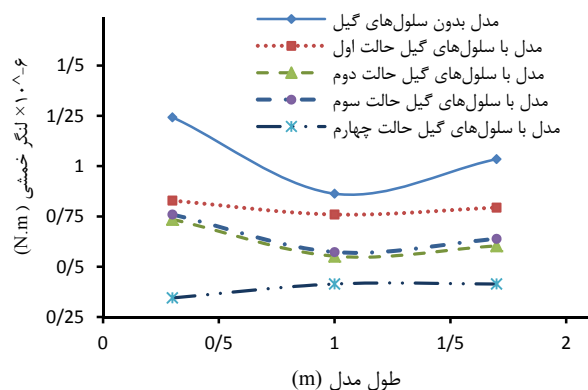 مدل بدون سلول‌های گیل
مدل با سلول‌های گیل حالت اول
مدل با سلول‌های گیل حالت دوم
مدل با سلول‌های گیل حالت سوم
مدل با سلول‌های گیل حالت چهارم
1/5
1/25
1
0/75
0/5
0/25
لنگر خمشی ×۱۰^-۶
(N.m)
0 0/5 1 1/5 2
طول مدل (m)